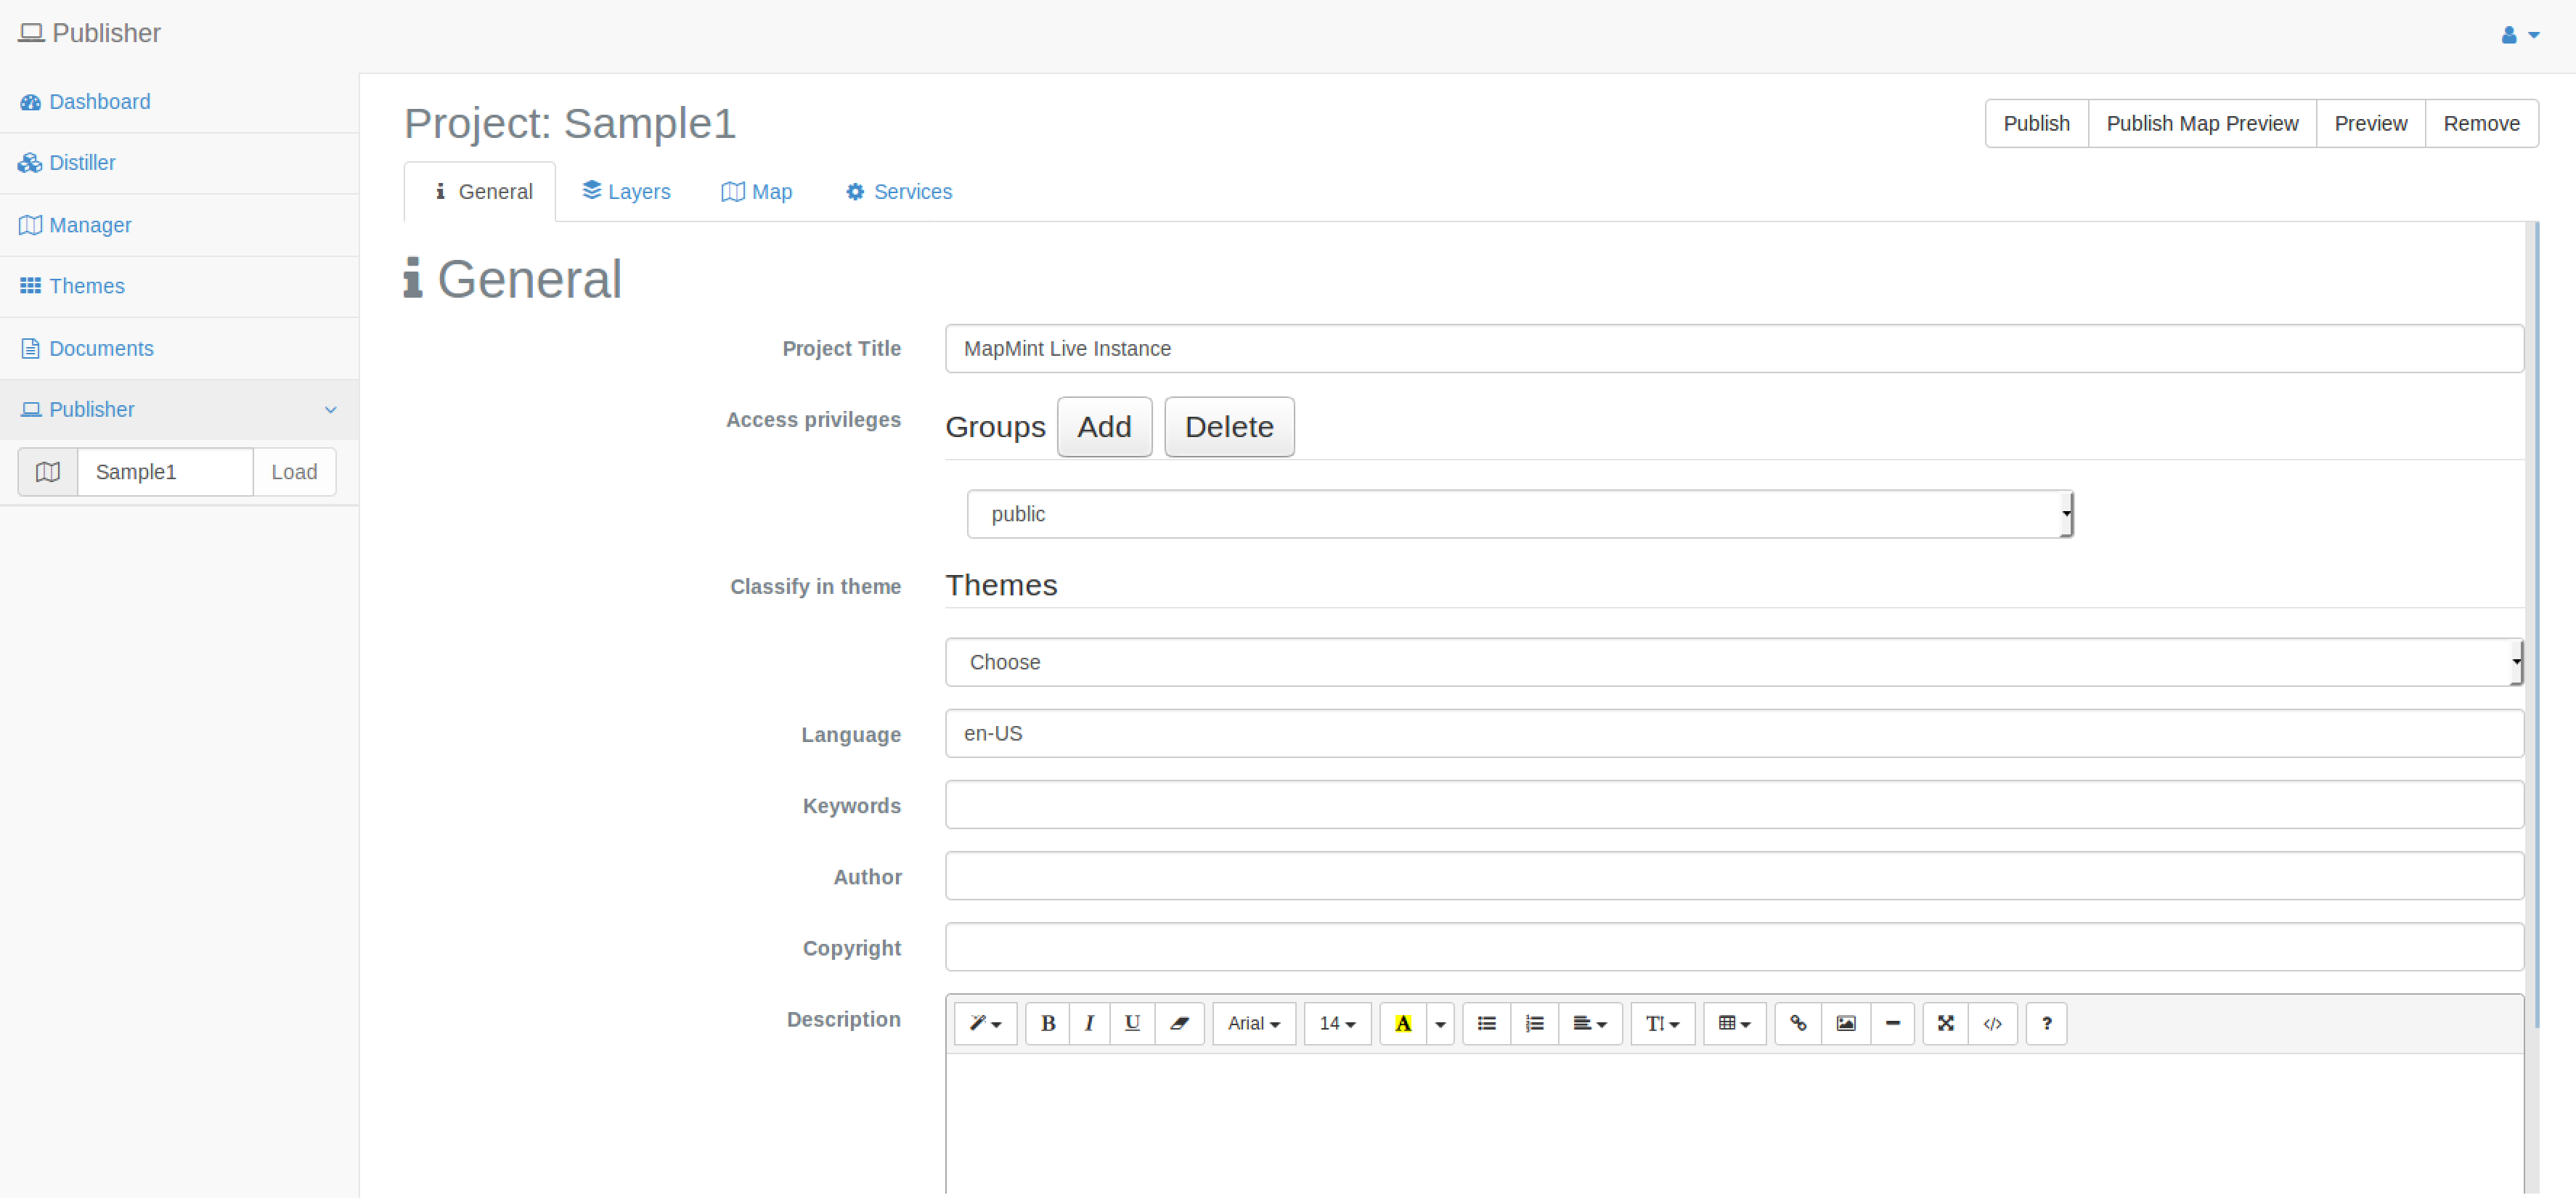 Publisher
Dashboard
Distiller
Manager
Themes
Documents
Publisher
Sample1 Load
Project: Sample1
Publish Publish Map Preview Preview Remove
General Layers Map Services
General
Project Title MapMint Live Instance
Access privileges Groups Add Delete
public
Classify in theme Themes
Choose
Language en-US
Keywords
Author
Copyright
Description B I U Arial 14 A T </> ?